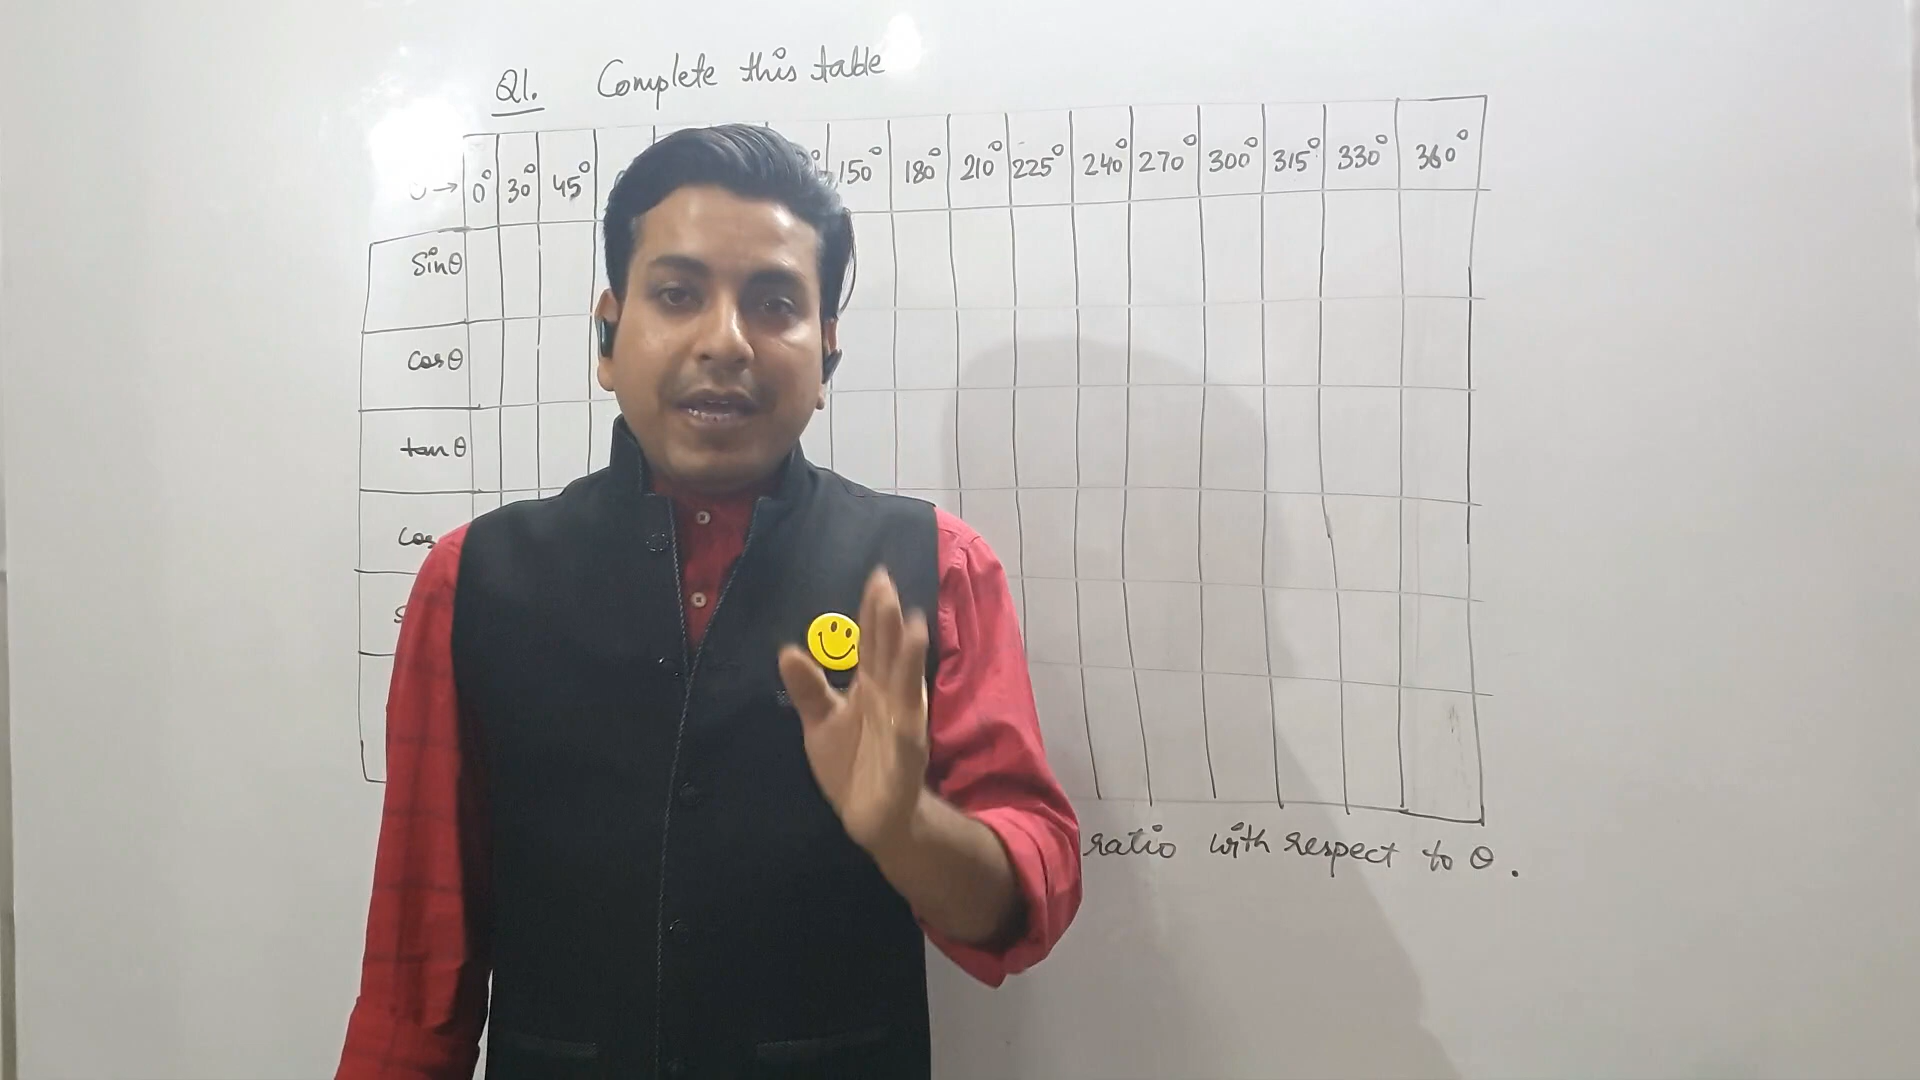 Q1. Complete this table
θ → 0° 30° 45° 150° 180° 210° 225° 240° 270° 300° 315° 330° 360°
Sinθ
Cosθ
tanθ
Cos
ratio with respect to θ.